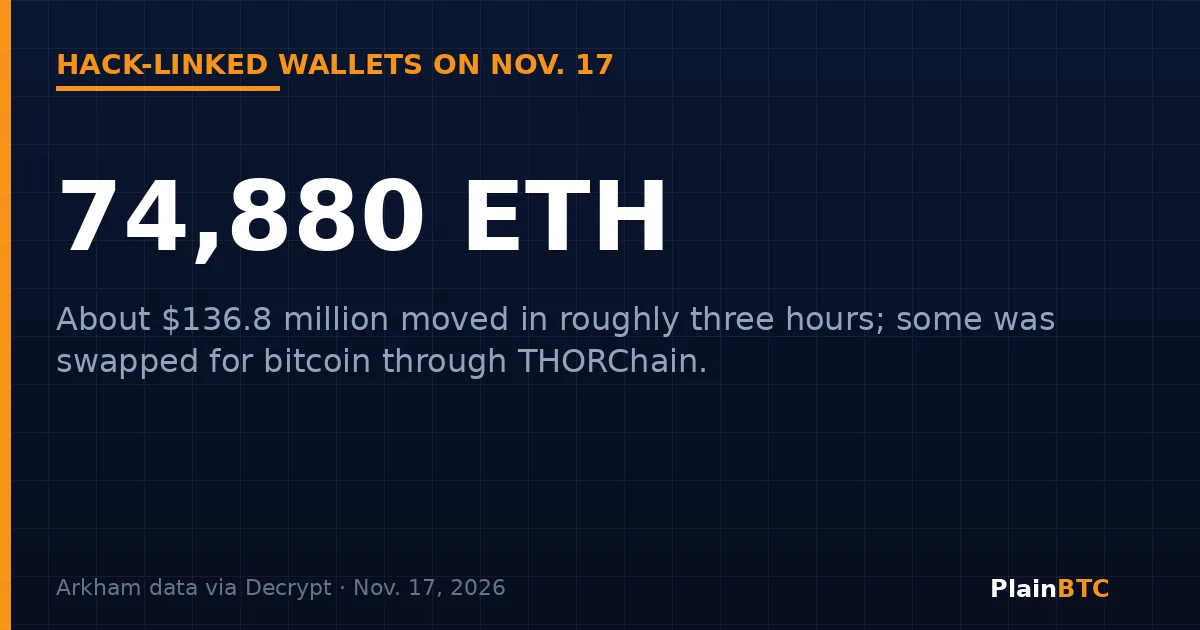 HACK-LINKED WALLETS ON NOV. 17
74,880 ETH
About $136.8 million moved in roughly three hours; some was
swapped for bitcoin through THORChain.
Arkham data via Decrypt · Nov. 17, 2026
PlainBTC